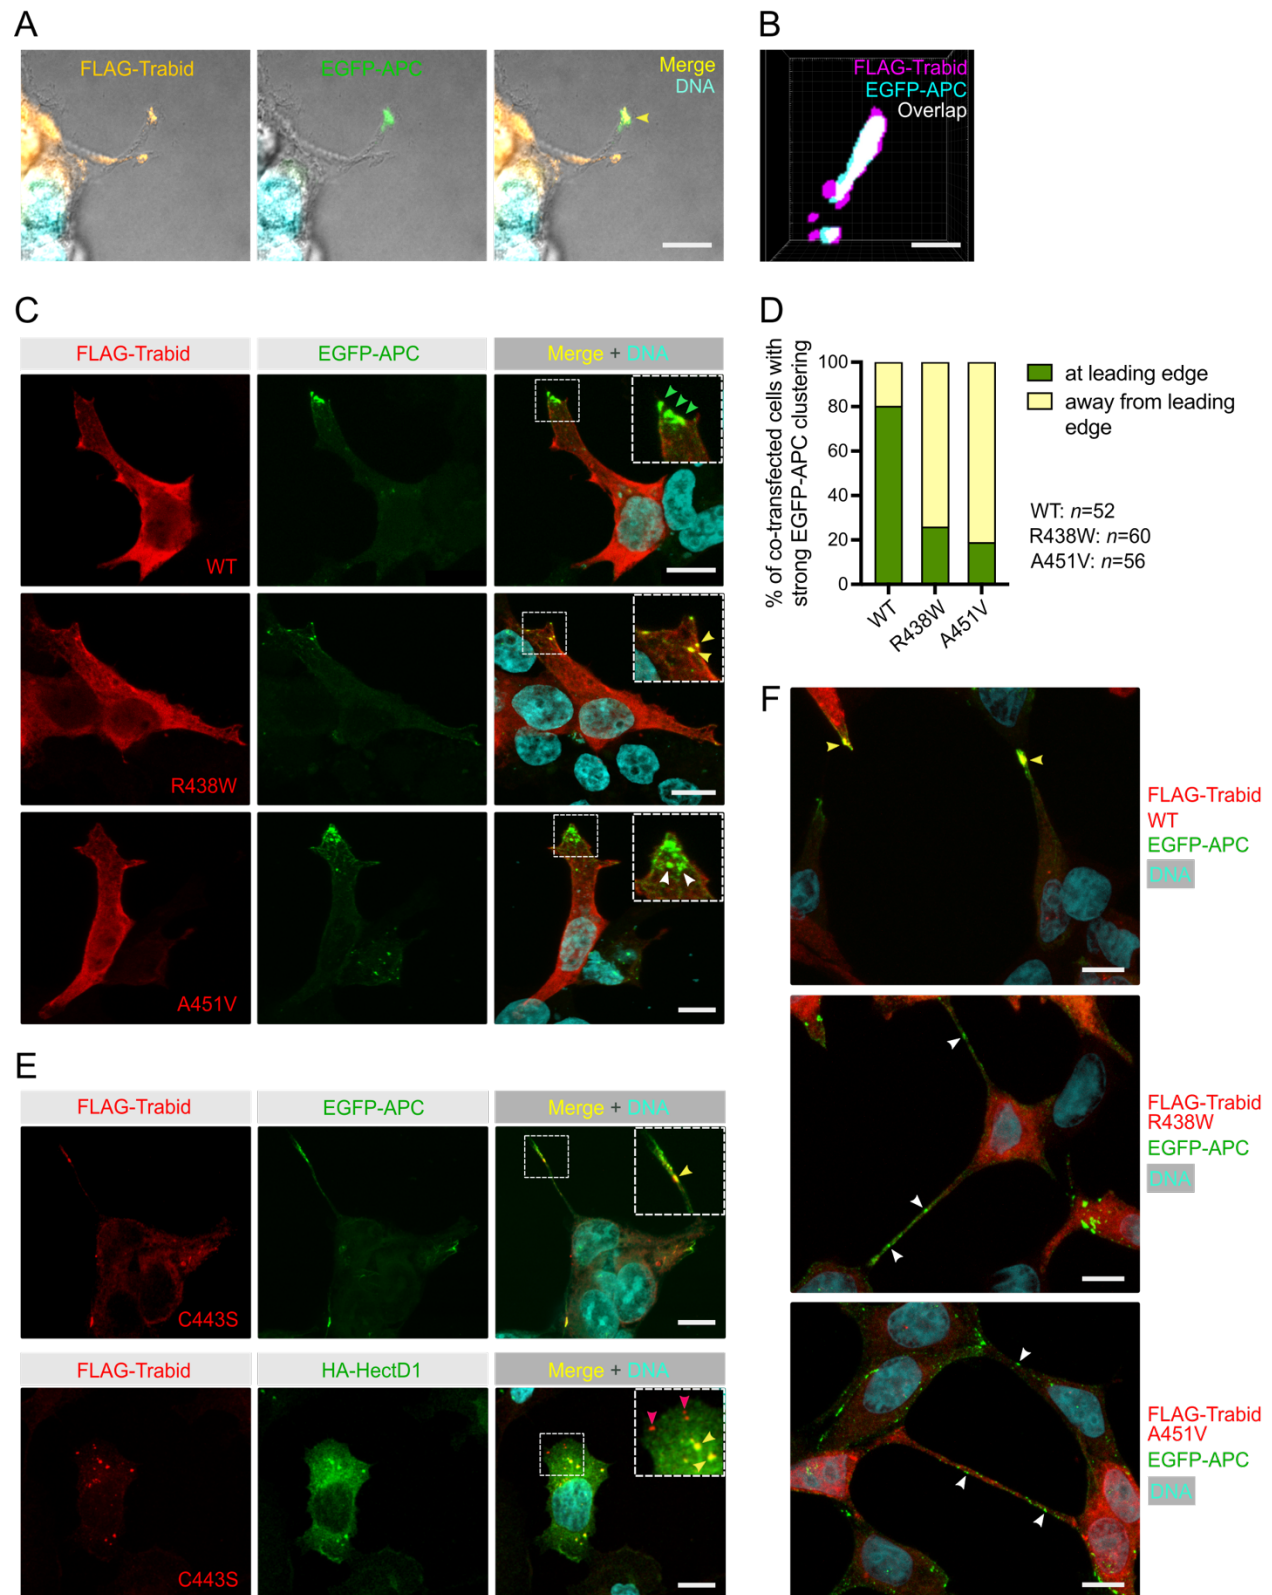 A
FLAG-Trabid
EGFP-APC
Merge
DNA
B
FLAG-Trabid
EGFP-APC
Overlap
C
FLAG-Trabid
EGFP-APC
Merge + DNA
WT
R438W
A451V
D
% of co-transfected cells with
strong EGFP-APC clustering
100
80
60
40
20
0
WT
R438W
A451V
at leading edge
away from leading
edge
WT: n=52
R438W: n=60
A451V: n=56
E
FLAG-Trabid
EGFP-APC
Merge + DNA
C443S
FLAG-Trabid
HA-HectD1
Merge + DNA
C443S
F
FLAG-Trabid
WT
EGFP-APC
DNA
FLAG-Trabid
R438W
EGFP-APC
DNA
FLAG-Trabid
A451V
EGFP-APC
DNA